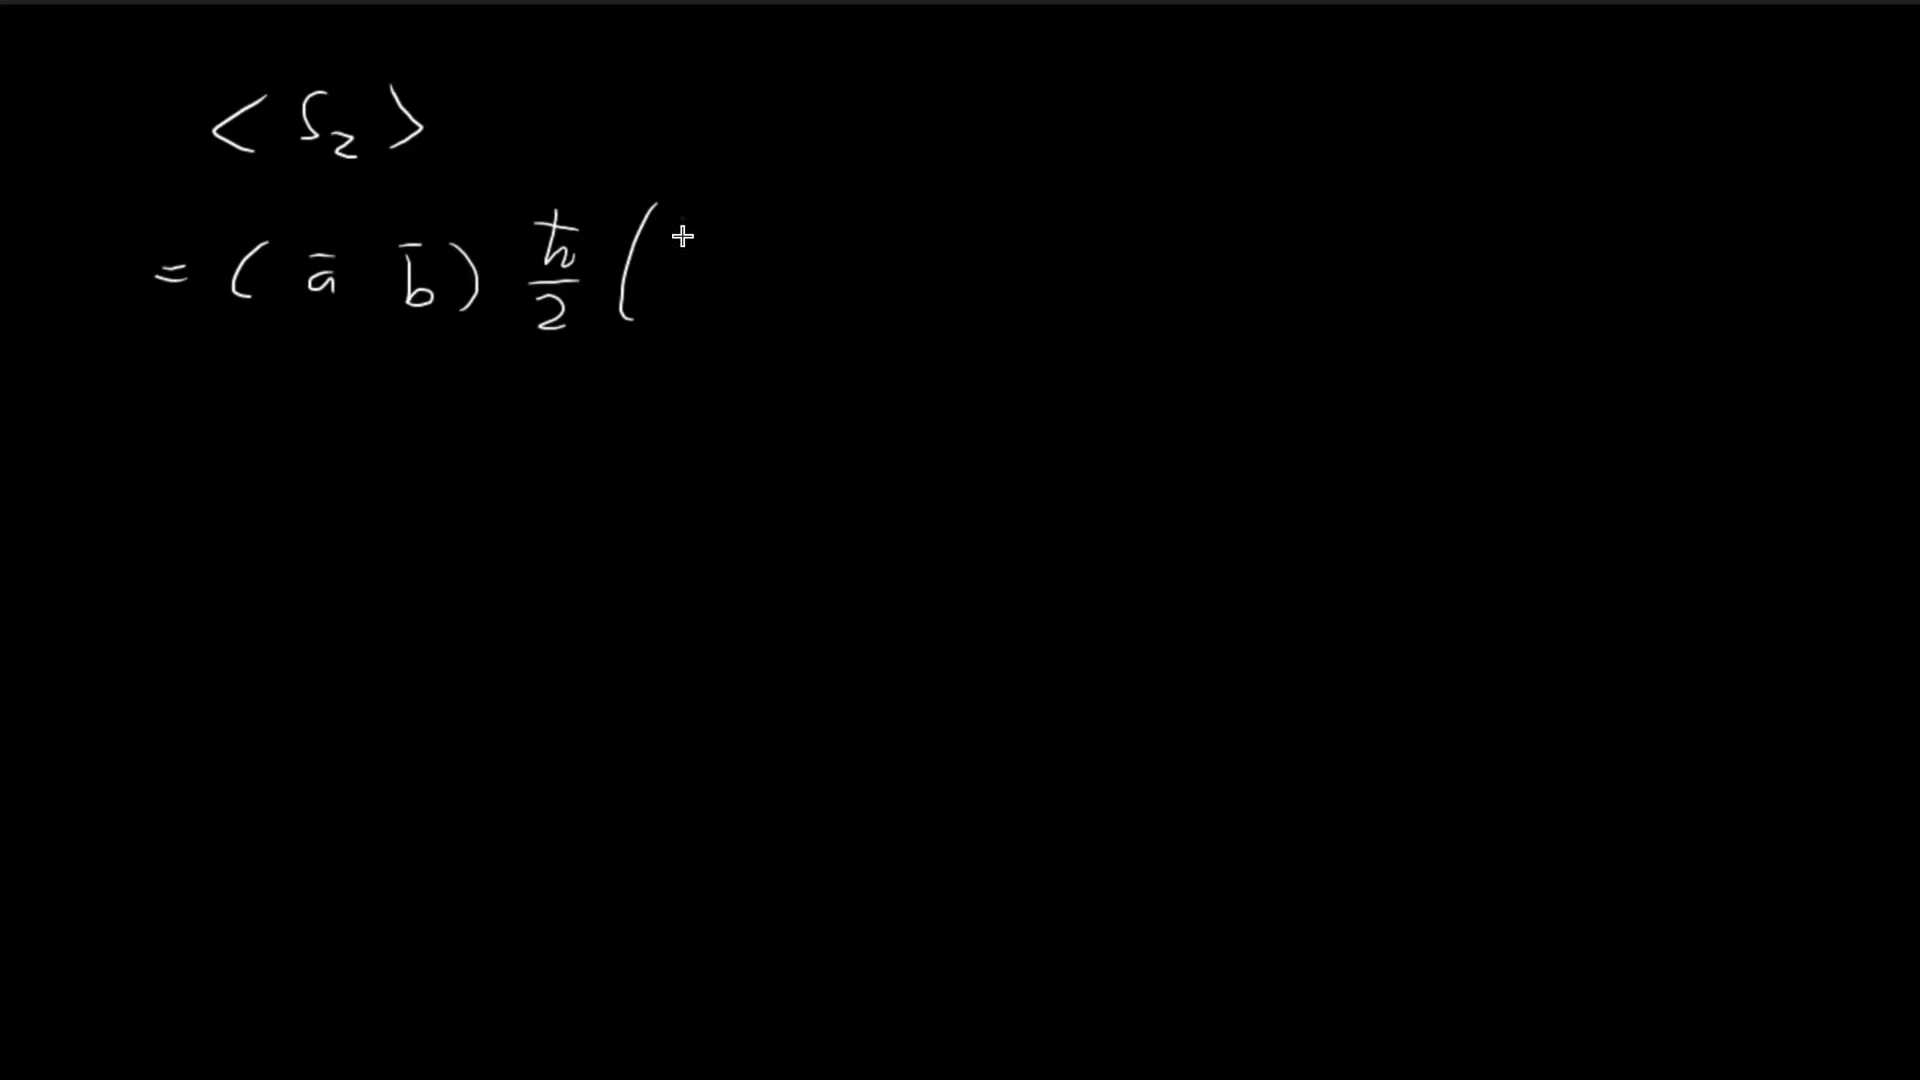 < S_z >
= ( ā b̄ ) ħ/2 (